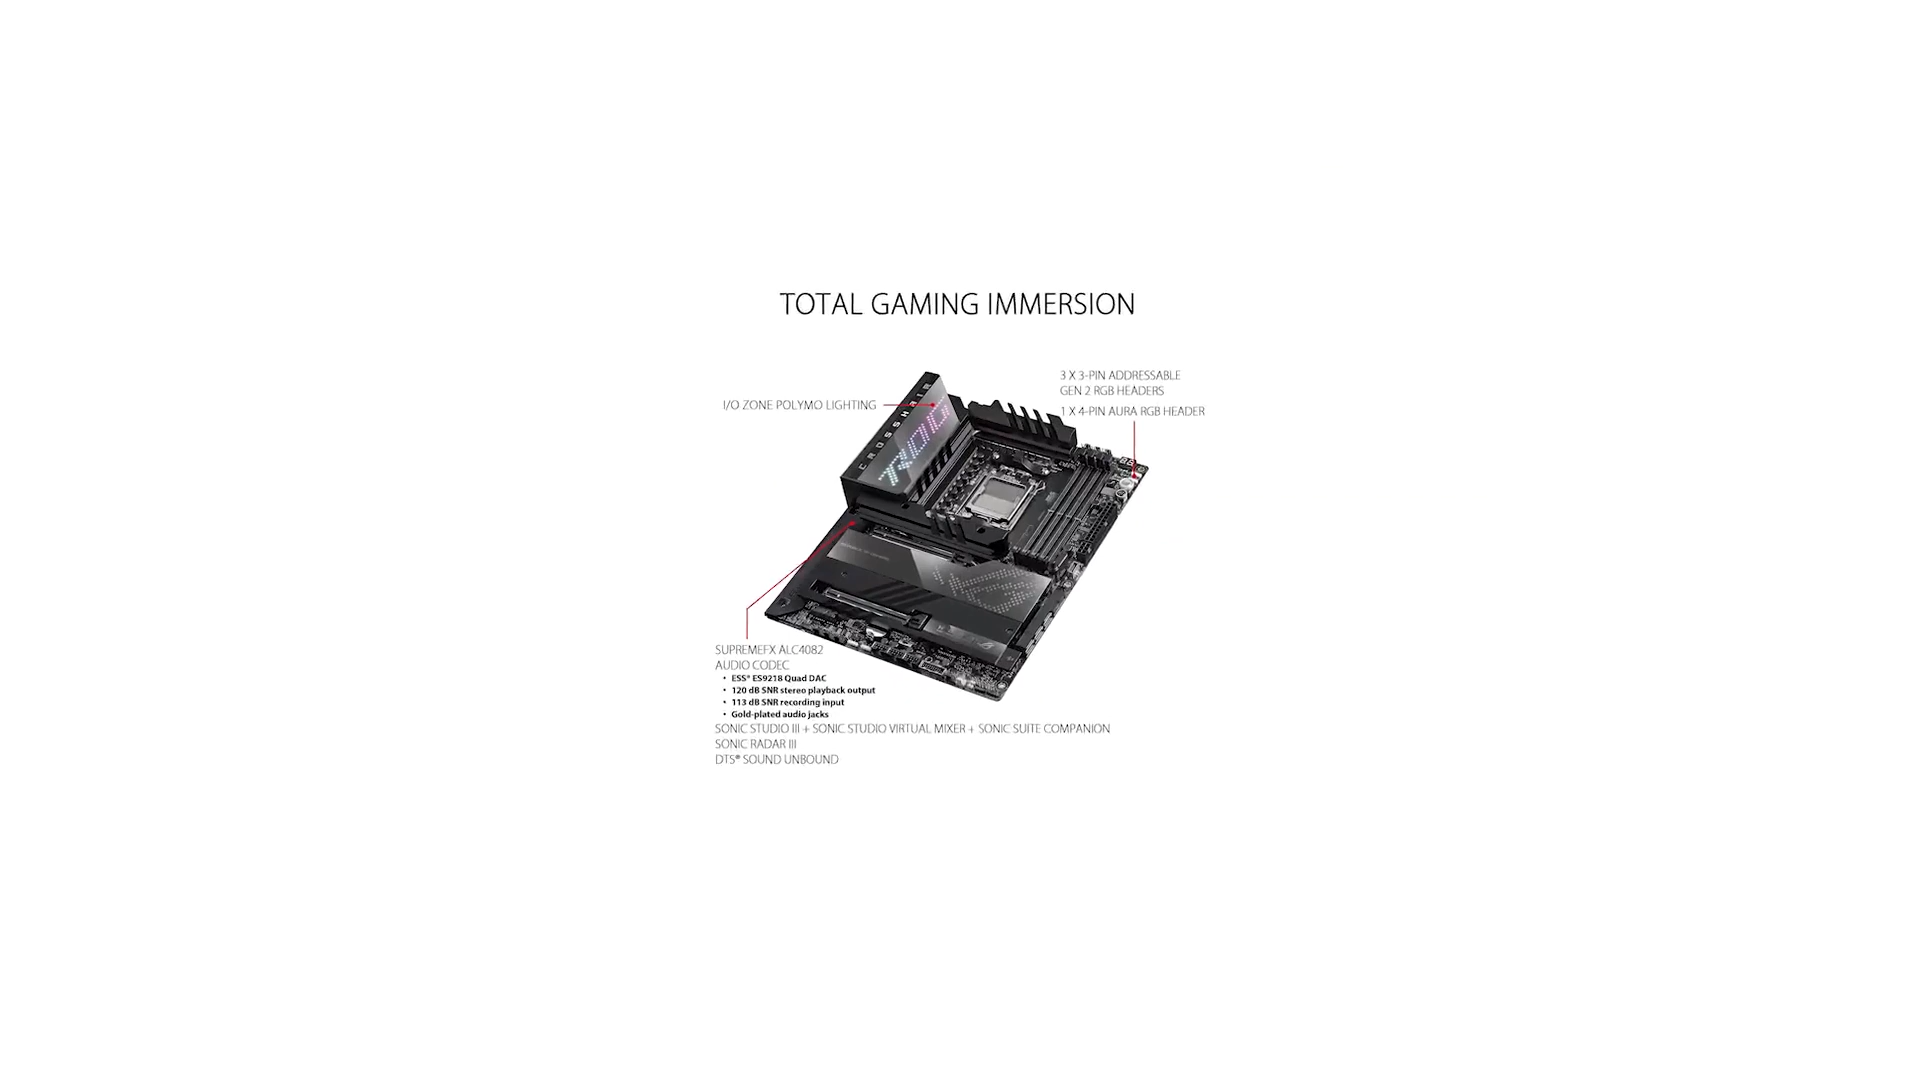 TOTAL GAMING IMMERSION
3 X 3-PIN ADDRESSABLE
GEN 2 RGB HEADERS
I/O ZONE POLYMO LIGHTING
1 X 4-PIN AURA RGB HEADER
CROSSHAIR
SUPREMEFX ALC4082
AUDIO CODEC
• ESS® ES9218 Quad DAC
• 120 dB SNR stereo playback output
• 113 dB SNR recording input
• Gold-plated audio jacks
SONIC STUDIO III + SONIC STUDIO VIRTUAL MIXER + SONIC SUITE COMPANION
SONIC RADAR III
DTS® SOUND UNBOUND